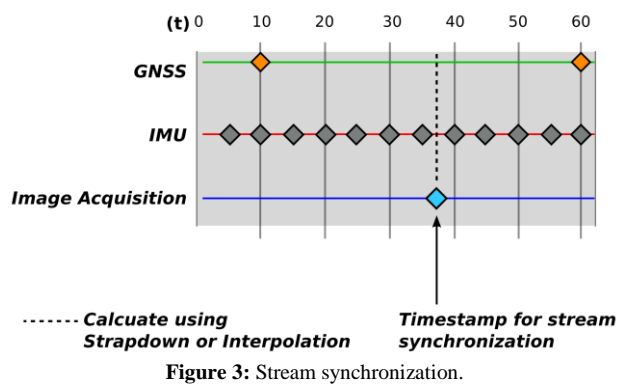 (t) 0 10 20 30 40 50 60
GNSS
IMU
Image Acquisition
Calcuate using
Strapdown or Interpolation
Timestamp for stream
synchronization
Figure 3: Stream synchronization.